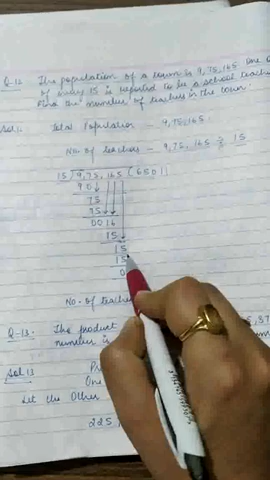 Q-12 The population of a town is 9,75,165 one
of every 15 is reported to be a school teacher
Find the number of teachers in the town.
Sol. Total Population - 9,75,165.
No. of teachers - 9,75,165 ÷ 15
15 ) 9,75,165 ( 65011
90
75
75
0016
15
15
15
0
No. of teache
Q-13. The product
number is
Sol 13
One
Let the Other
225